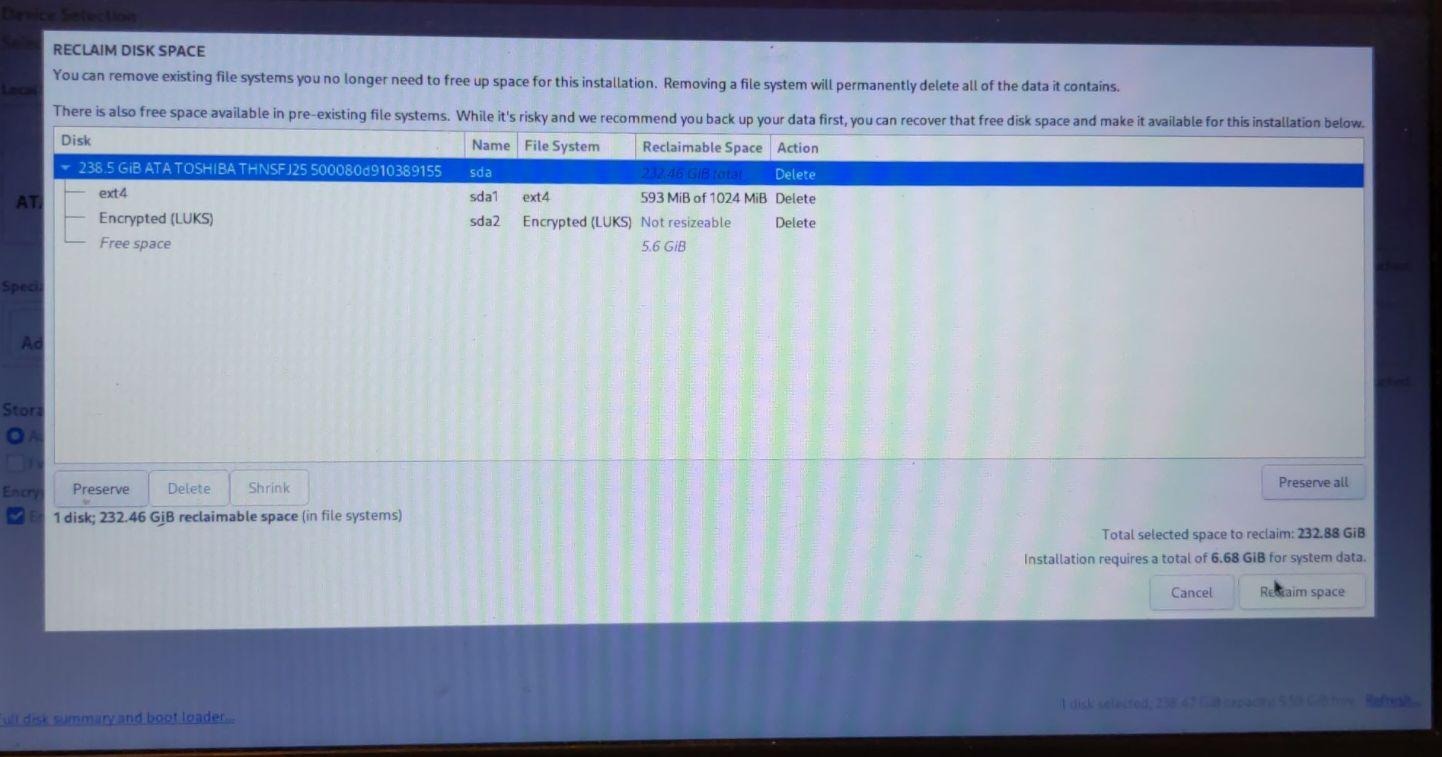 Device Selection
RECLAIM DISK SPACE
You can remove existing file systems you no longer need to free up space for this installation. Removing a file system will permanently delete all of the data it contains.
There is also free space available in pre-existing file systems. While it's risky and we recommend you back up your data first, you can recover that free disk space and make it available for this installation below.
Disk Name File System Reclaimable Space Action
238.5 GiB ATA TOSHIBA THNSFJ25 500080d910389155 sda 232.46 GiB total Delete
ext4 sda1 ext4 593 MiB of 1024 MiB Delete
Encrypted (LUKS) sda2 Encrypted (LUKS) Not resizeable Delete
Free space 5.6 GiB
Preserve Delete Shrink Preserve all
1 disk; 232.46 GiB reclaimable space (in file systems)
Total selected space to reclaim: 232.88 GiB
Installation requires a total of 6.68 GiB for system data.
Cancel Reclaim space
1 disk selected; 238.47 GiB capacity; 5.59 GiB free Refresh...
Full disk summary and boot loader...